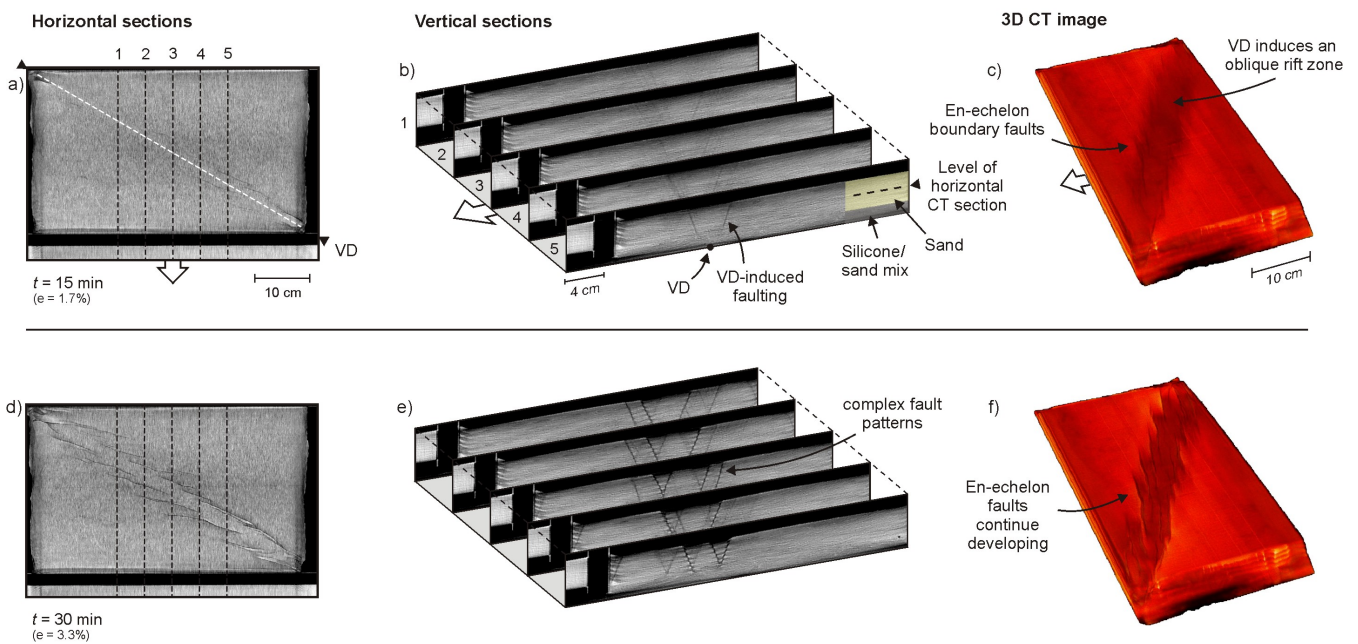 Horizontal sections
Vertical sections
3D CT image
a)
1 2 3 4 5
VD
t = 15 min
(e = 1.7%)
10 cm
b)
1
2
3
4
5
4 cm
VD
VD-induced
faulting
Silicone/
sand mix
Sand
Level of
horizontal
CT section
c)
VD induces an
oblique rift zone
En-echelon
boundary faults
10 cm
d)
t = 30 min
(e = 3.3%)
e)
complex fault
patterns
f)
En-echelon
faults
continue
developing